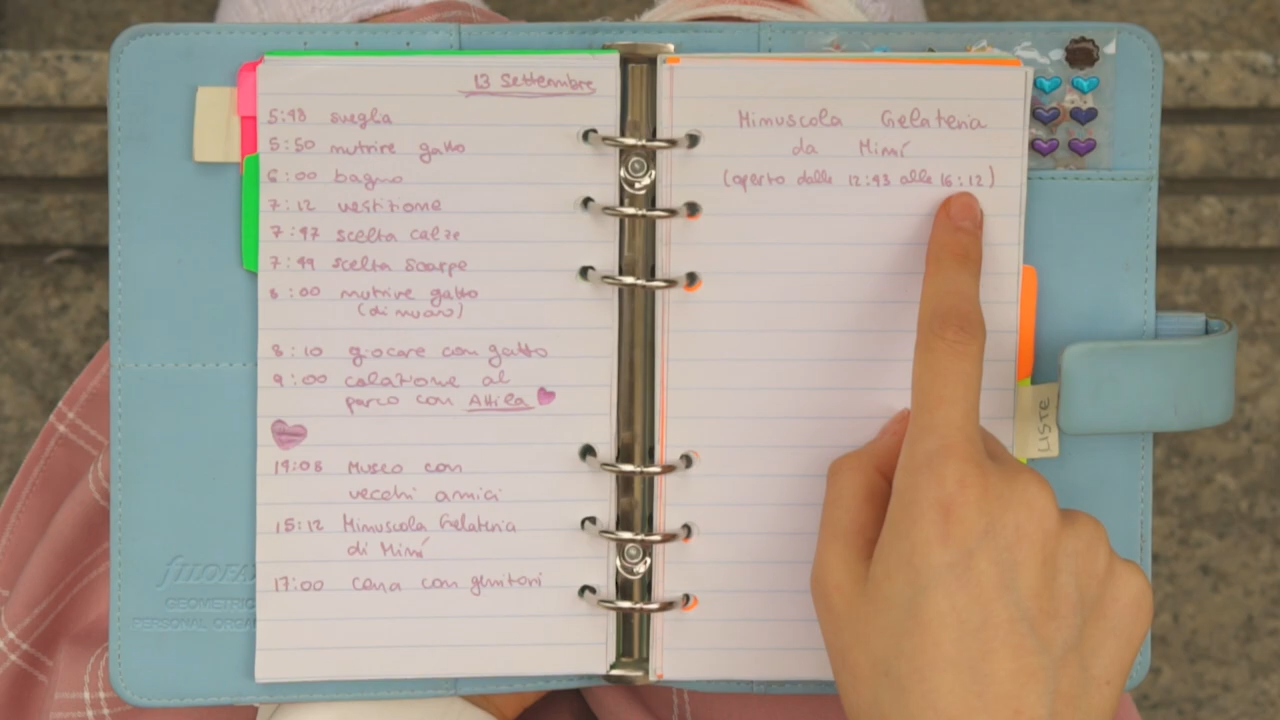 13 Settembre
5:48 sveglia
5:50 nutrire gatto
6:00 bagno
7:12 vestizione
7:47 scelta calze
7:49 scelta scarpe
8:00 nutrire gatto
(di nuovo)
8:10 giocare con gatto
9:00 colazione al
parco con Attila
14:08 Museo con
vecchi amici
15:12 Minuscola Gelateria
di Mimí
17:00 cena con genitori
filofax
GEOMETRIC
PERSONAL ORGA
Minuscola Gelateria
da Mimí
(aperto dalle 12:43 alle 16:12)
LISTE